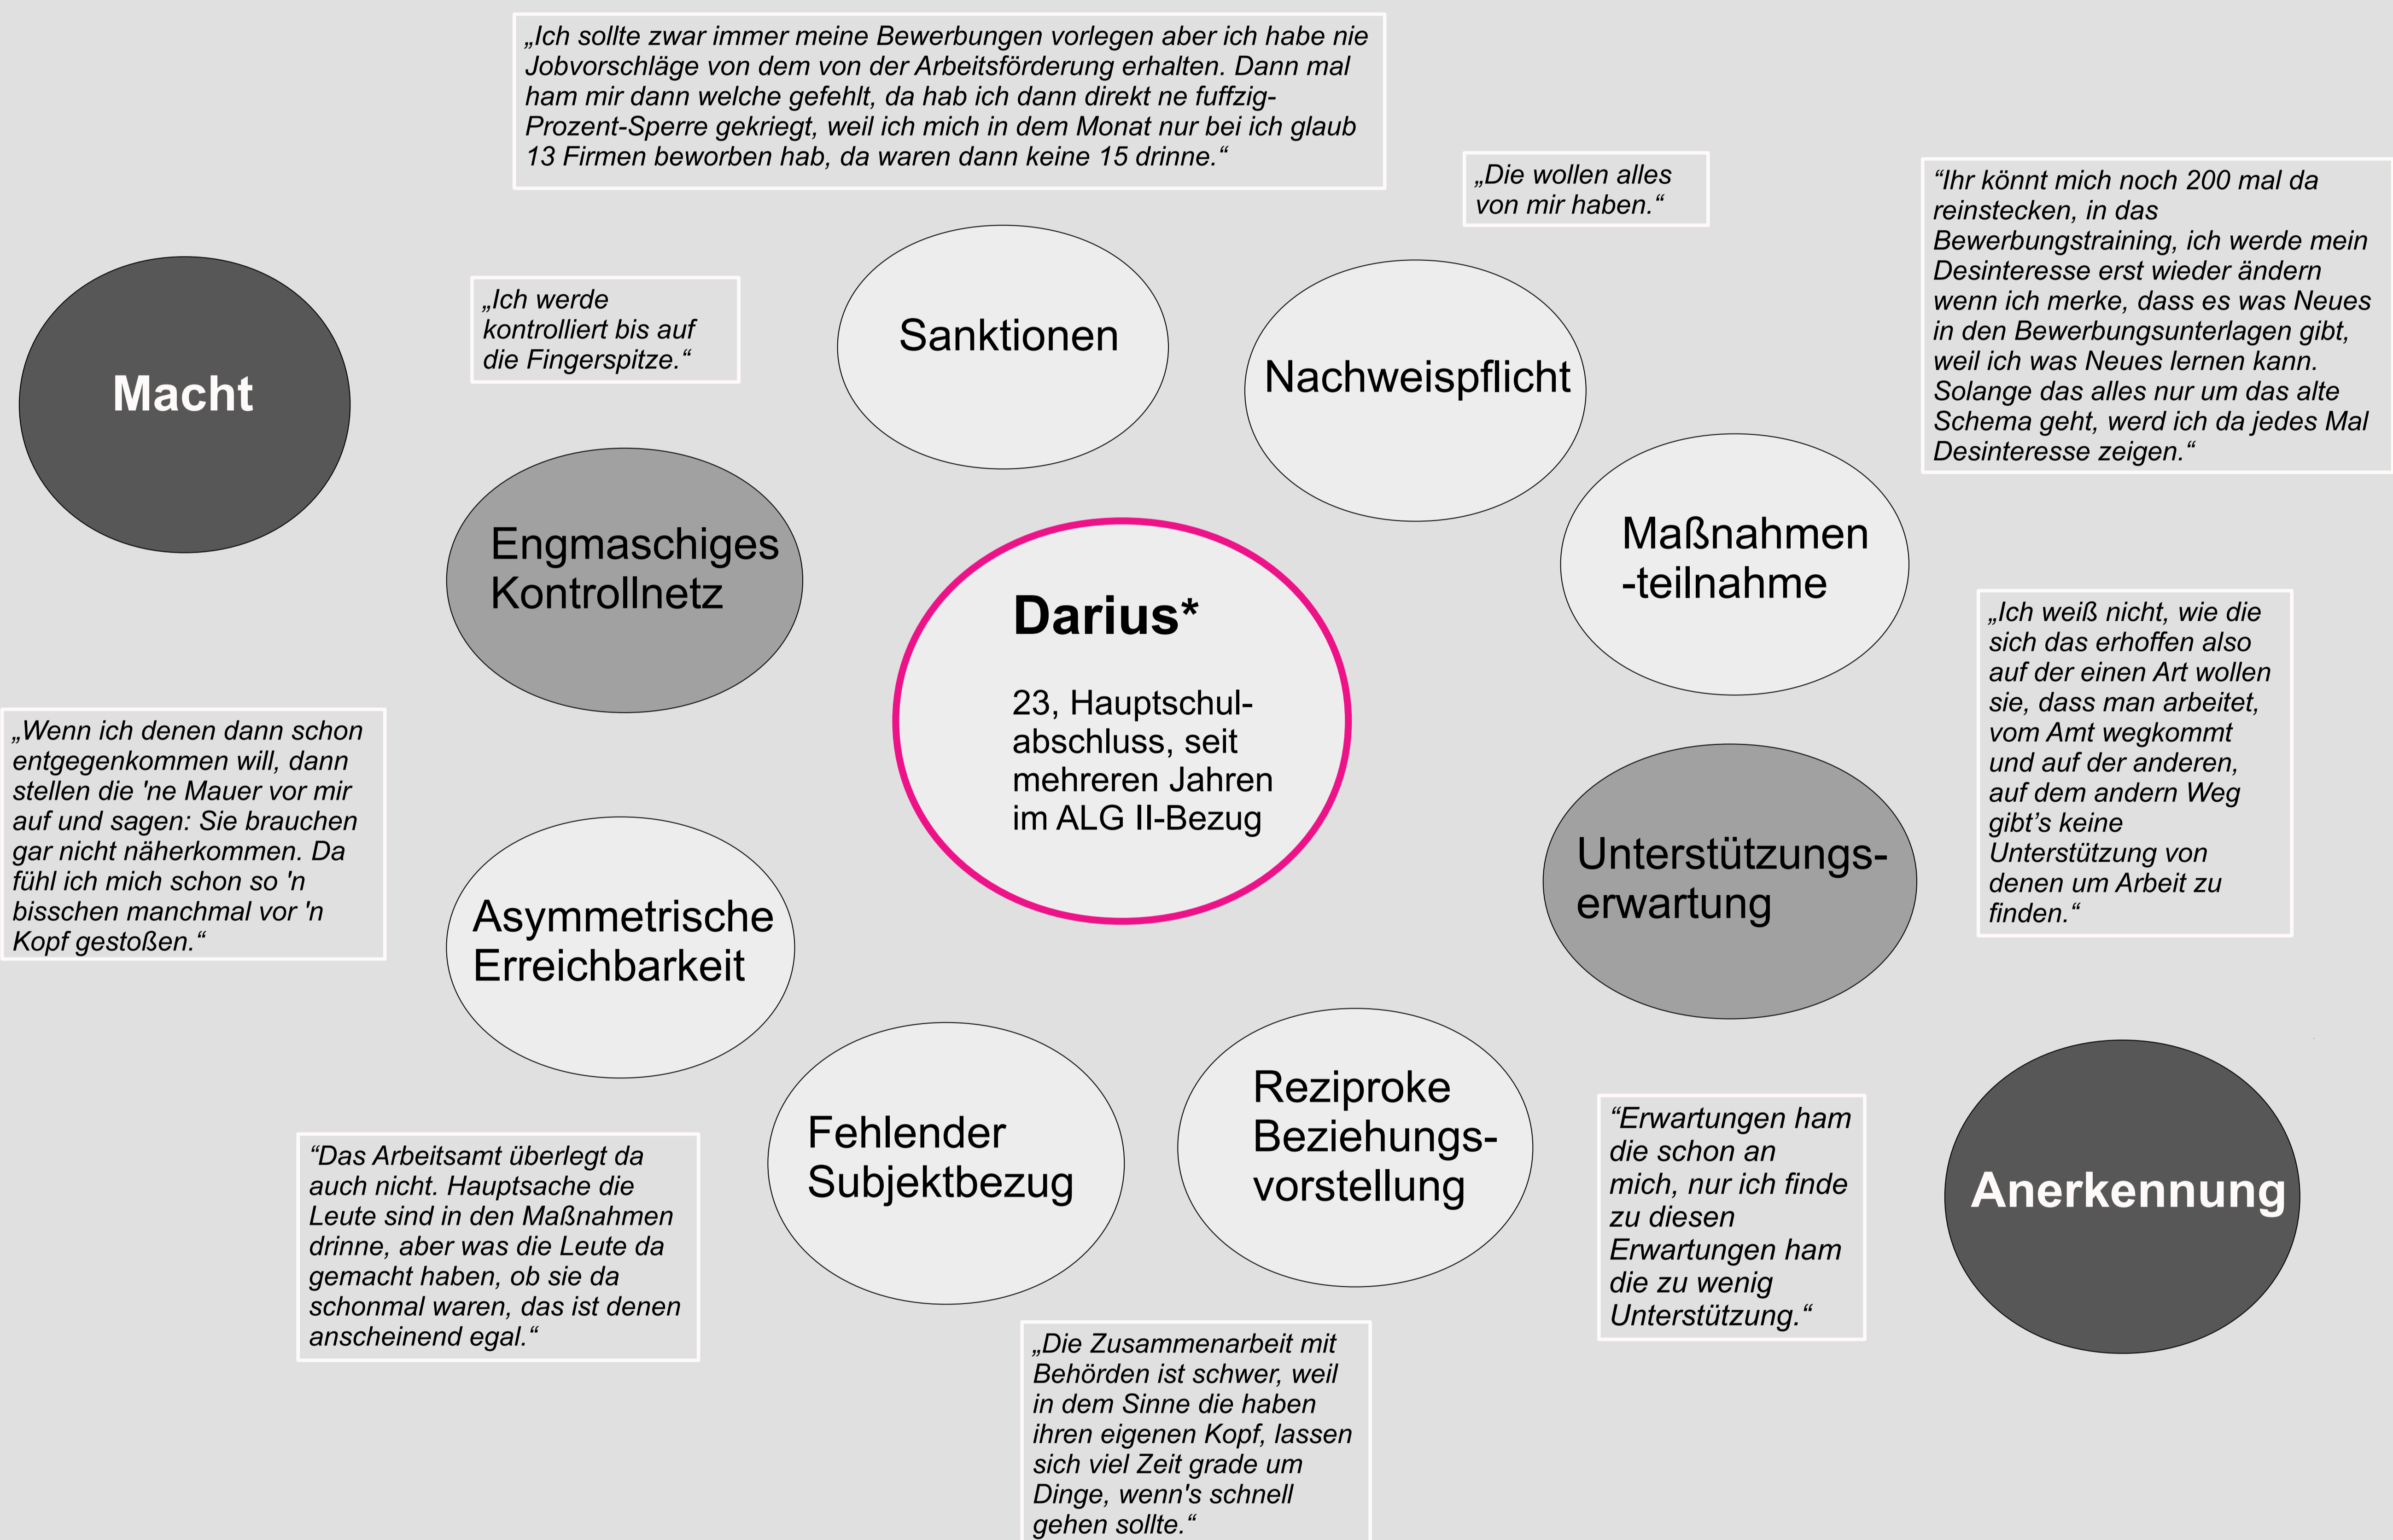 „Ich sollte zwar immer meine Bewerbungen vorlegen aber ich habe nie
Jobvorschläge von dem von der Arbeitsförderung erhalten. Dann mal
ham mir dann welche gefehlt, da hab ich dann direkt ne fuffzig-
Prozent-Sperre gekriegt, weil ich mich in dem Monat nur bei ich glaub
13 Firmen beworben hab, da waren dann keine 15 drinne.“
„Die wollen alles
von mir haben.“
“Ihr könnt mich noch 200 mal da
reinstecken, in das
Bewerbungstraining, ich werde mein
Desinteresse erst wieder ändern
wenn ich merke, dass es was Neues
in den Bewerbungsunterlagen gibt,
weil ich was Neues lernen kann.
Solange das alles nur um das alte
Schema geht, werd ich da jedes Mal
Desinteresse zeigen.“
Macht
„Ich werde
kontrolliert bis auf
die Fingerspitze.“
Sanktionen
Nachweispflicht
Engmaschiges
Kontrollnetz
Maßnahmen
-teilnahme
Darius*
23, Hauptschul-
abschluss, seit
mehreren Jahren
im ALG II-Bezug
„Ich weiß nicht, wie die
sich das erhoffen also
auf der einen Art wollen
sie, dass man arbeitet,
vom Amt wegkommt
und auf der anderen,
auf dem andern Weg
gibt’s keine
Unterstützung von
denen um Arbeit zu
finden.“
„Wenn ich denen dann schon
entgegenkommen will, dann
stellen die 'ne Mauer vor mir
auf und sagen: Sie brauchen
gar nicht näherkommen. Da
fühl ich mich schon so 'n
bisschen manchmal vor 'n
Kopf gestoßen.“
Unterstützungs-
erwartung
Asymmetrische
Erreichbarkeit
Fehlender
Subjektbezug
Reziproke
Beziehungs-
vorstellung
“Erwartungen ham
die schon an
mich, nur ich finde
zu diesen
Erwartungen ham
die zu wenig
Unterstützung.“
Anerkennung
“Das Arbeitsamt überlegt da
auch nicht. Hauptsache die
Leute sind in den Maßnahmen
drinne, aber was die Leute da
gemacht haben, ob sie da
schonmal waren, das ist denen
anscheinend egal.“
„Die Zusammenarbeit mit
Behörden ist schwer, weil
in dem Sinne die haben
ihren eigenen Kopf, lassen
sich viel Zeit grade um
Dinge, wenn's schnell
gehen sollte.“